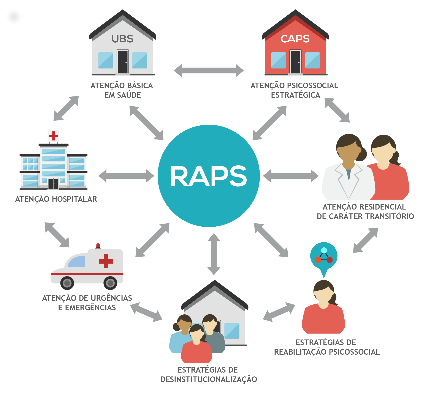 UBS
CAPS
ATENÇÃO BÁSICA
EM SAÚDE
ATENÇÃO PSICOSSOCIAL
ESTRATÉGICA
RAPS
ATENÇÃO HOSPITALAR
ATENÇÃO RESIDENCIAL
DE CARÁTER TRANSITÓRIO
ATENÇÃO DE URGÊNCIAS
E EMERGÊNCIAS
ESTRATÉGIAS DE
REABILITAÇÃO PSICOSSOCIAL
ESTRATÉGIAS DE
DESINSTITUCIONALIZAÇÃO